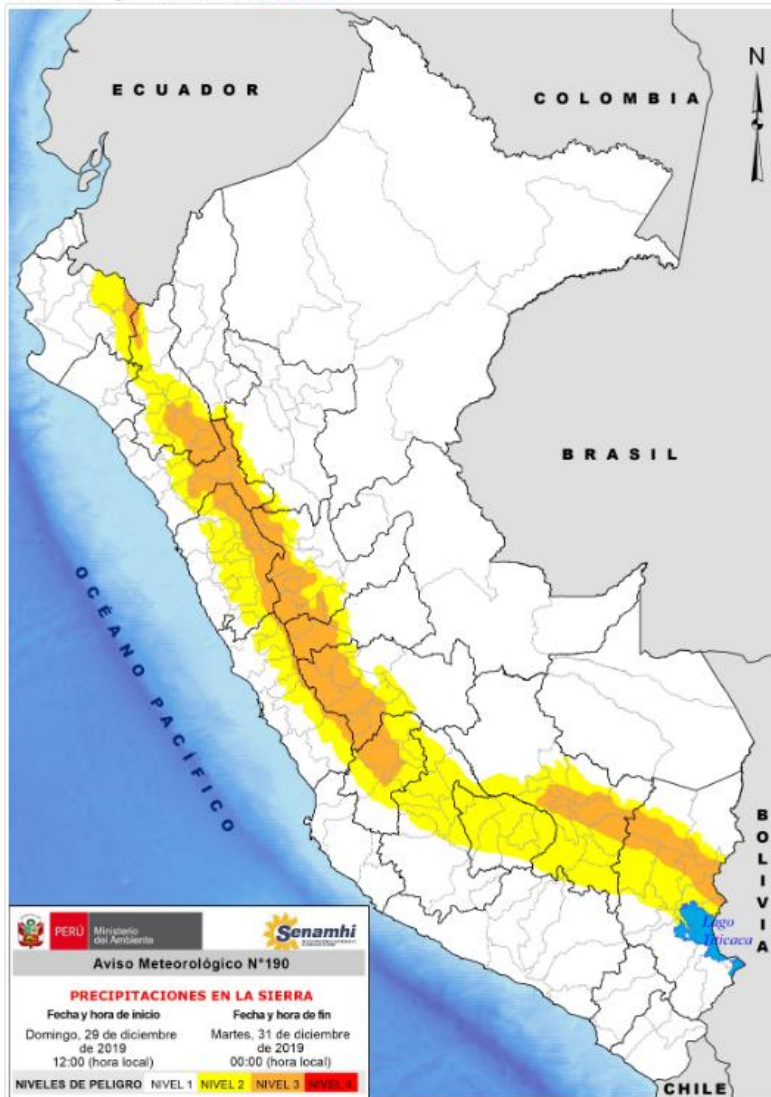 ECUADOR
COLOMBIA
N
BRASIL
OCÉANO PACÍFICO
BOLIVIA
Lago
Titicaca
PERÚ Ministerio
del Ambiente
Senamhi
Aviso Meteorológico N°190
PRECIPITACIONES EN LA SIERRA
Fecha y hora de inicio Fecha y hora de fin
Domingo, 29 de diciembre Martes, 31 de diciembre
de 2019 de 2019
12:00 (hora local) 00:00 (hora local)
NIVELES DE PELIGRO NIVEL 1 NIVEL 2 NIVEL 3 NIVEL 4
CHILE